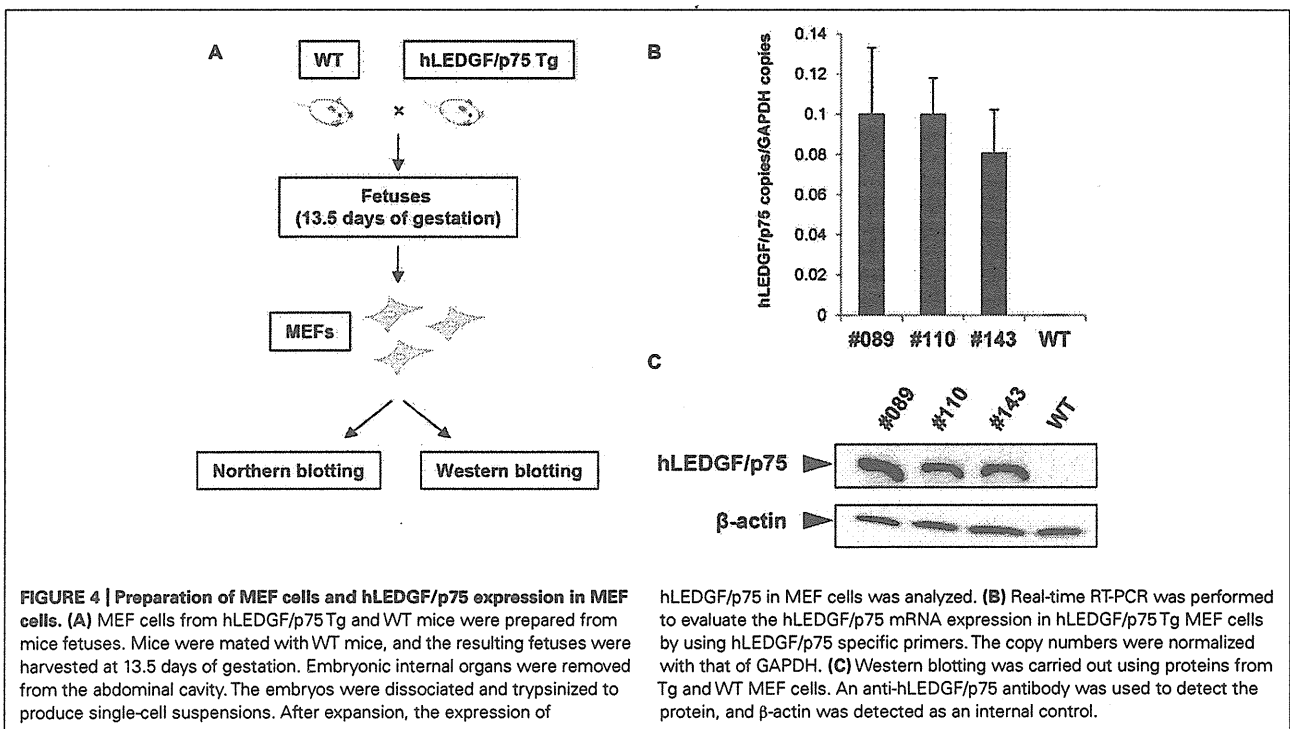 A
WT
hLEDGF/p75 Tg
×
Fetuses
(13.5 days of gestation)
MEFs
Northern blotting
Western blotting
B
hLEDGF/p75 copies/GAPDH copies
0.14
0.12
0.1
0.08
0.06
0.04
0.02
0
#089
#110
#143
WT
C
#089
#110
#143
WT
hLEDGF/p75
β-actin
FIGURE 4 | Preparation of MEF cells and hLEDGF/p75 expression in MEF
cells. (A) MEF cells from hLEDGF/p75 Tg and WT mice were prepared from
mice fetuses. Mice were mated with WT mice, and the resulting fetuses were
harvested at 13.5 days of gestation. Embryonic internal organs were removed
from the abdominal cavity. The embryos were dissociated and trypsinized to
produce single-cell suspensions. After expansion, the expression of
hLEDGF/p75 in MEF cells was analyzed. (B) Real-time RT-PCR was performed
to evaluate the hLEDGF/p75 mRNA expression in hLEDGF/p75 Tg MEF cells
by using hLEDGF/p75 specific primers. The copy numbers were normalized
with that of GAPDH. (C) Western blotting was carried out using proteins from
Tg and WT MEF cells. An anti-hLEDGF/p75 antibody was used to detect the
protein, and β-actin was detected as an internal control.